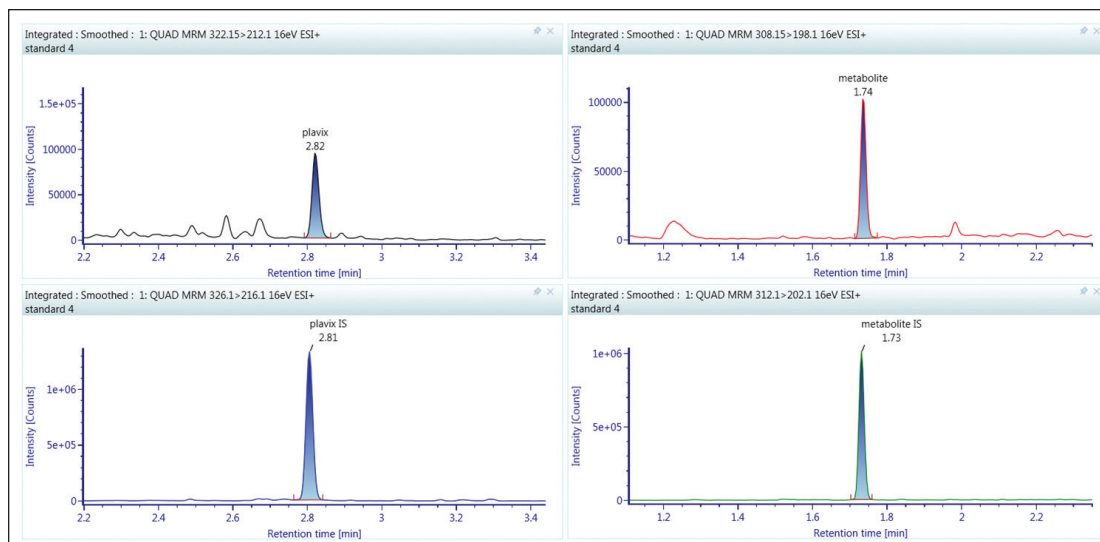 Integrated : Smoothed : 1: QUAD MRM 322.15>212.1 16eV ESI+
standard 4
plavix
2.82
Intensity [Counts]
1.5e+05
100000
50000
0
2.2 2.4 2.6 2.8 3 3.2 3.4
Retention time [min]
Integrated : Smoothed : 1: QUAD MRM 308.15>198.1 16eV ESI+
standard 4
metabolite
1.74
Intensity [Counts]
100000
50000
0
1.2 1.4 1.6 1.8 2 2.2
Retention time [min]
Integrated : Smoothed : 1: QUAD MRM 326.1>216.1 16eV ESI+
standard 4
plavix IS
2.81
Intensity [Counts]
1e+06
5e+05
0
2.2 2.4 2.6 2.8 3 3.2 3.4
Retention time [min]
Integrated : Smoothed : 1: QUAD MRM 312.1>202.1 16eV ESI+
standard 4
metabolite IS
1.73
Intensity [Counts]
1e+06
5e+05
0
1.2 1.4 1.6 1.8 2 2.2
Retention time [min]